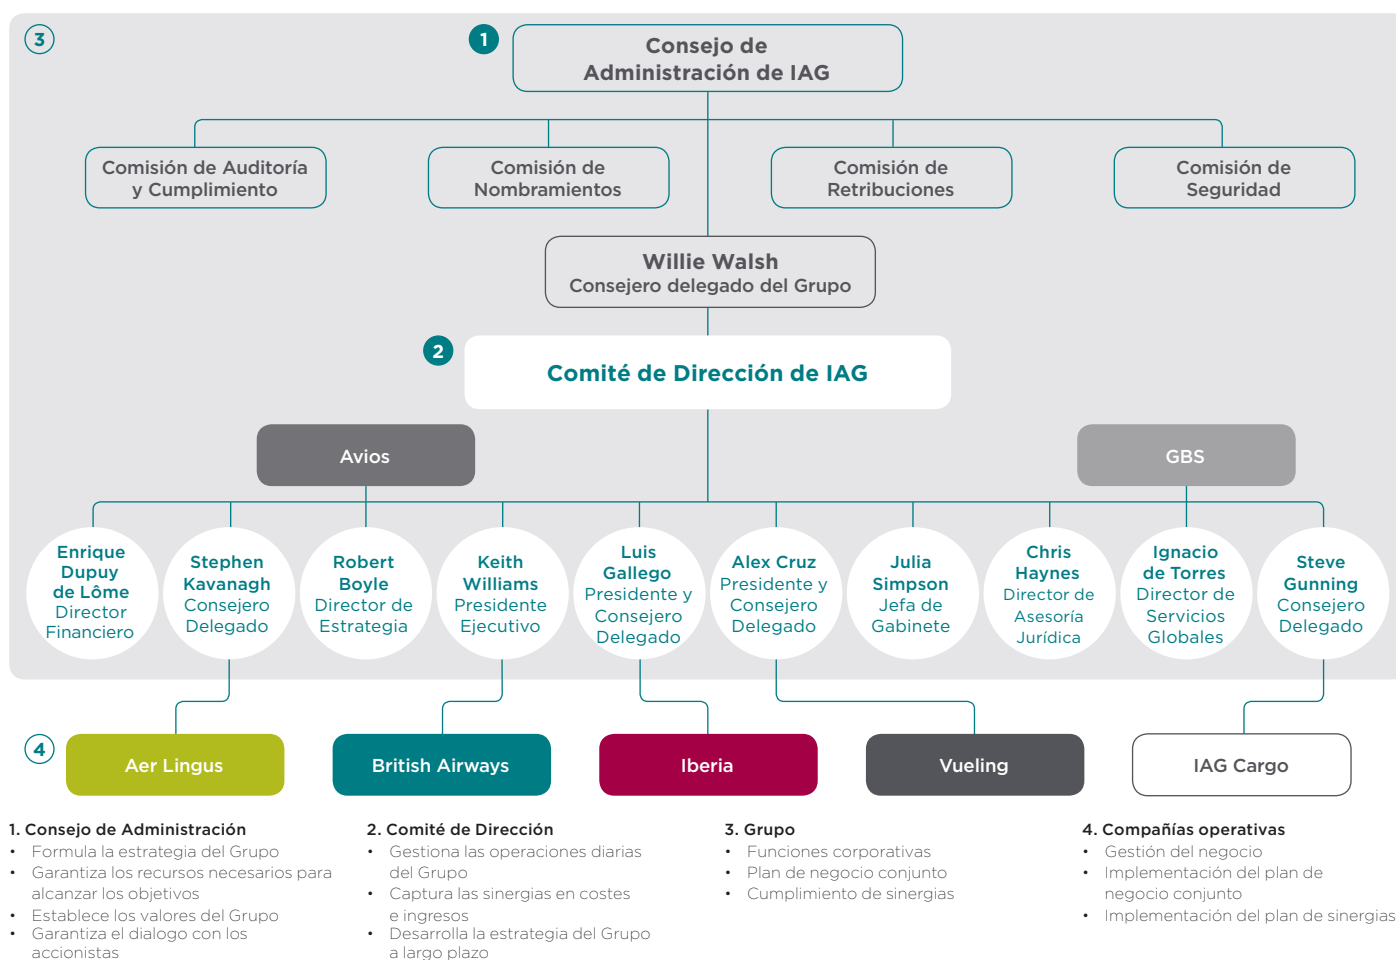 3
1
Consejo de
Administración de IAG
Comisión de Auditoría
y Cumplimiento
Comisión de
Nombramientos
Comisión de
Retribuciones
Comisión de
Seguridad
Willie Walsh
Consejero delegado del Grupo
2
Comité de Dirección de IAG
Avios
GBS
Enrique
Dupuy
de Lôme
Director
Financiero
Stephen
Kavanagh
Consejero
Delegado
Robert
Boyle
Director de
Estrategia
Keith
Williams
Presidente
Ejecutivo
Luis
Gallego
Presidente y
Consejero
Delegado
Alex Cruz
Presidente y
Consejero
Delegado
Julia
Simpson
Jefa de
Gabinete
Chris
Haynes
Director de
Asesoría
Jurídica
Ignacio
de Torres
Director de
Servicios
Globales
Steve
Gunning
Consejero
Delegado
4
Aer Lingus
British Airways
Iberia
Vueling
IAG Cargo
1. Consejo de Administración
• Formula la estrategia del Grupo
• Garantiza los recursos necesarios para
alcanzar los objetivos
• Establece los valores del Grupo
• Garantiza el dialogo con los
accionistas
2. Comité de Dirección
• Gestiona las operaciones diarias
del Grupo
• Captura las sinergias en costes
e ingresos
• Desarrolla la estrategia del Grupo
a largo plazo
3. Grupo
• Funciones corporativas
• Plan de negocio conjunto
• Cumplimiento de sinergias
4. Compañías operativas
• Gestión del negocio
• Implementación del plan de
negocio conjunto
• Implementación del plan de sinergias